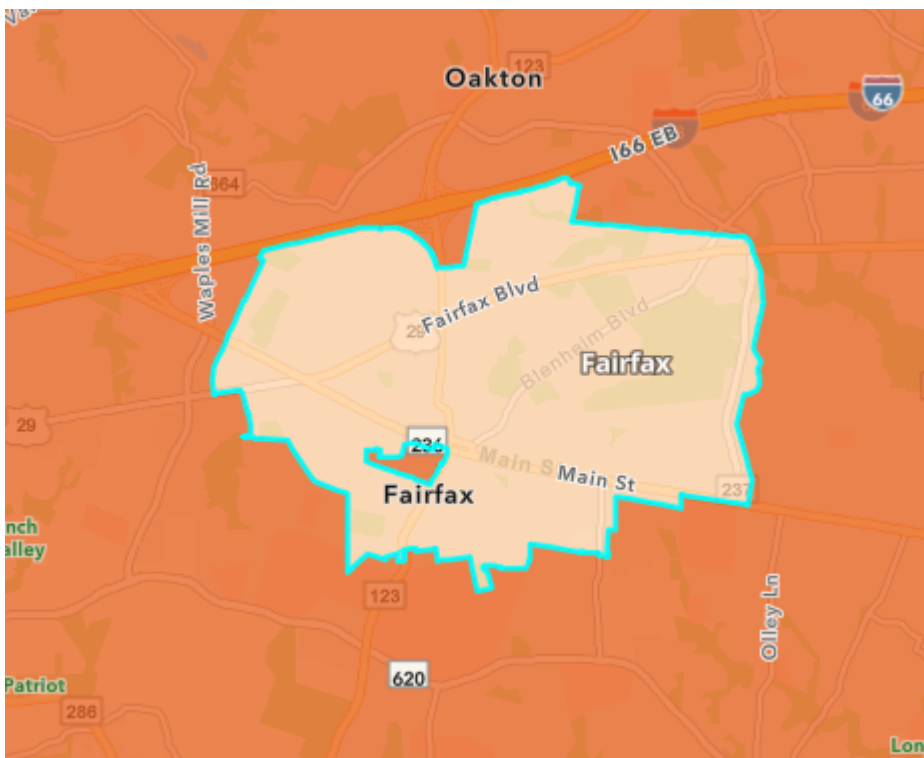 Va
123
Oakton
66
I66 EB
664
Waples Mill Rd
Fairfax Blvd
29
Blenheim Blvd
Fairfax
29
236
Main S
Main St
237
Fairfax
nch
alley
123
Olley Ln
620
Patriot
286
Lon